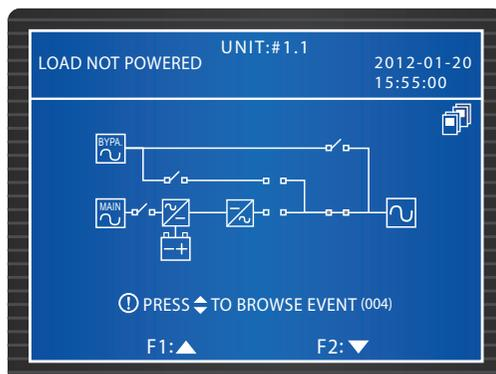 UNIT:#1.1
LOAD NOT POWERED
2012-01-20
15:55:00
BYPA.
MAIN
PRESS TO BROWSE EVENT (004)
F1: F2: